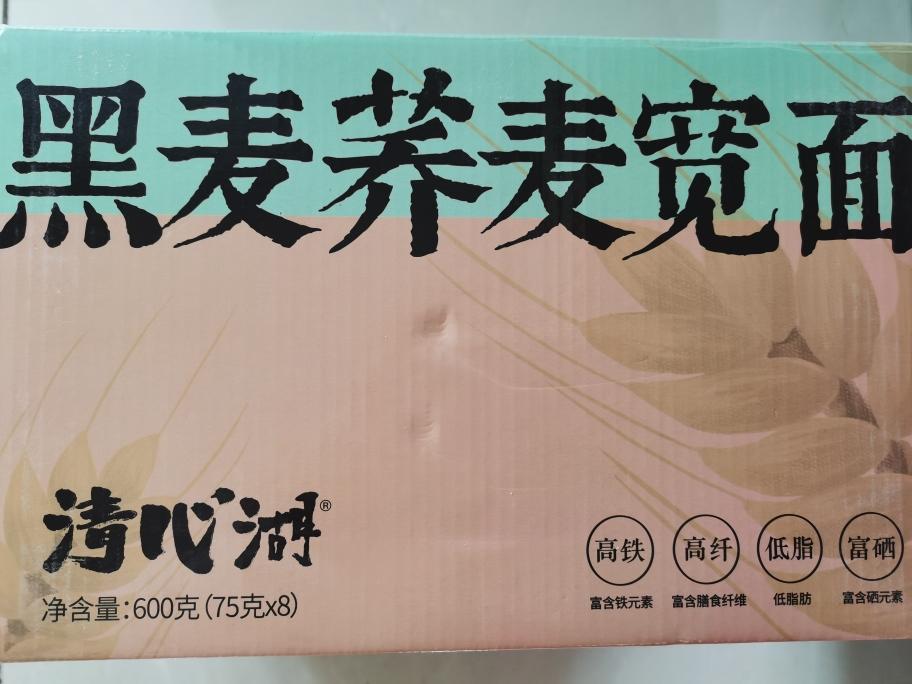 黑麦荞麦宽面
清心湖®
净含量:600克(75克x8)
高铁 高纤 低脂 富硒
富含铁元素 富含膳食纤维 低脂肪 富含硒元素